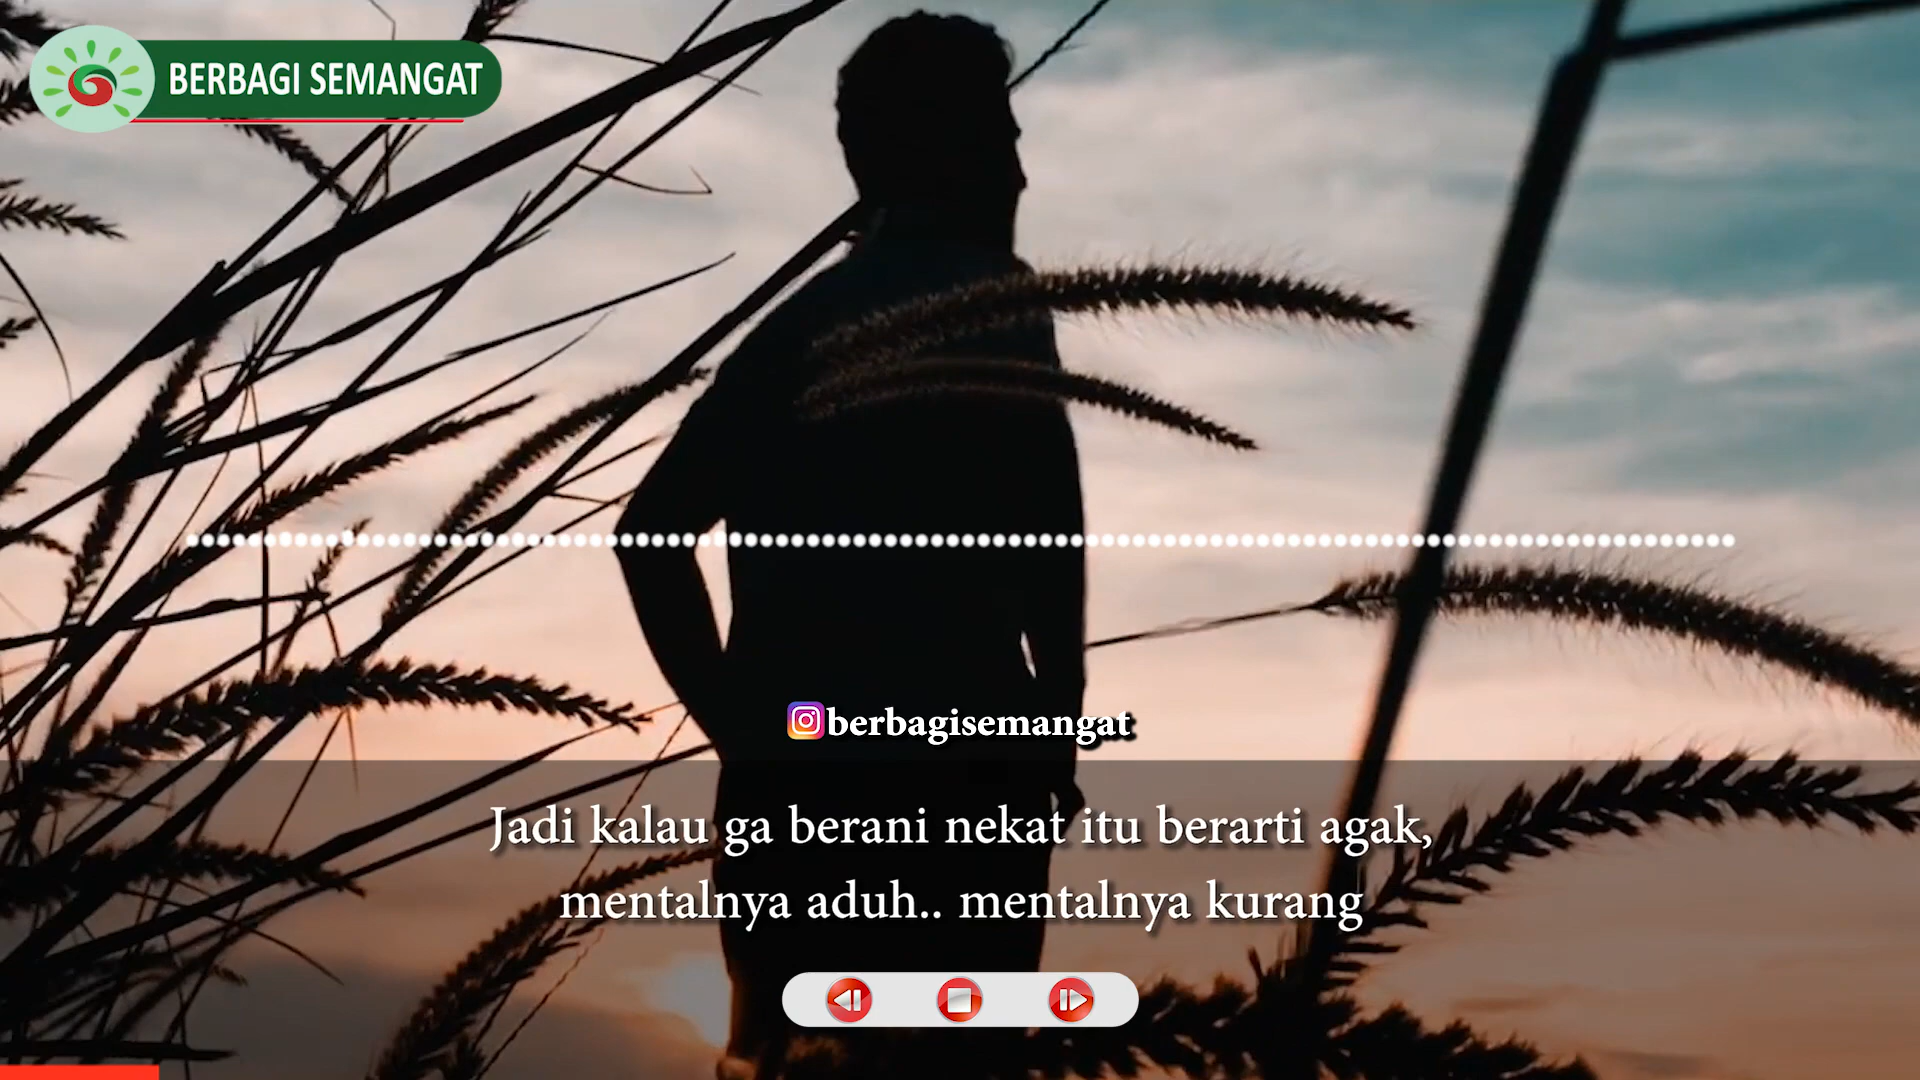 BERBAGI SEMANGAT
berbagisemangat
Jadi kalau ga berani nekat itu berarti agak,
mentalnya aduh.. mentalnya kurang